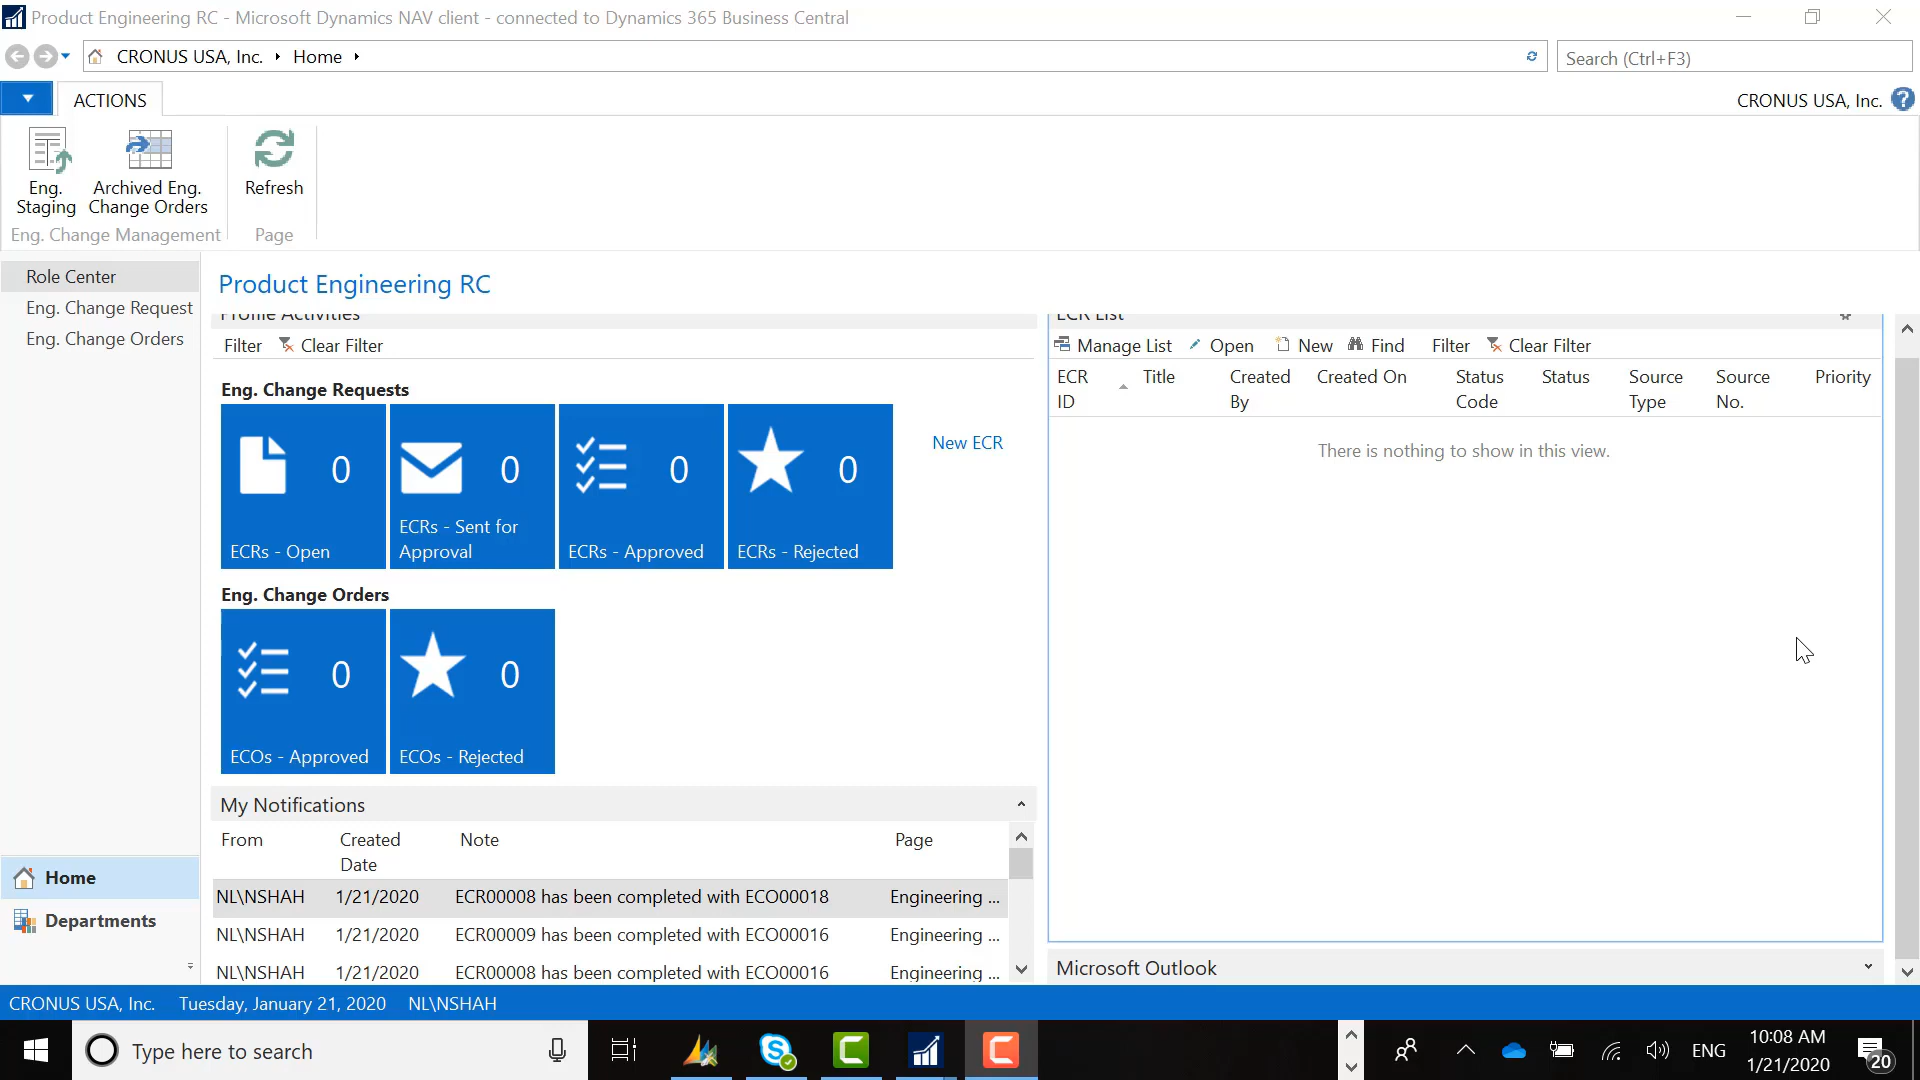 Product Engineering RC - Microsoft Dynamics NAV client - connected to Dynamics 365 Business Central
CRONUS USA, Inc.
Home
Search (Ctrl+F3)
ACTIONS
CRONUS USA, Inc.
?
Eng. Staging
Archived Eng. Change Orders
Refresh
Eng. Change Management
Page
Role Center
Eng. Change Request
Eng. Change Orders
Product Engineering RC
Profile Activities
Filter
Clear Filter
Eng. Change Requests
0
ECRs - Open
0
ECRs - Sent for Approval
0
ECRs - Approved
0
ECRs - Rejected
New ECR
Eng. Change Orders
0
ECOs - Approved
0
ECOs - Rejected
My Notifications
From Created Date Note Page
NL\NSHAH 1/21/2020 ECR00008 has been completed with ECO00018 Engineering ...
NL\NSHAH 1/21/2020 ECR00009 has been completed with ECO00016 Engineering ...
NL\NSHAH 1/21/2020 ECR00008 has been completed with ECO00016 Engineering ...
ECR List
Manage List Open New Find Filter Clear Filter
ECR ID Title Created By Created On Status Code Status Source Type Source No. Priority
There is nothing to show in this view.
Microsoft Outlook
Home
Departments
CRONUS USA, Inc. Tuesday, January 21, 2020 NL\NSHAH
Type here to search
ENG
10:08 AM
1/21/2020
20